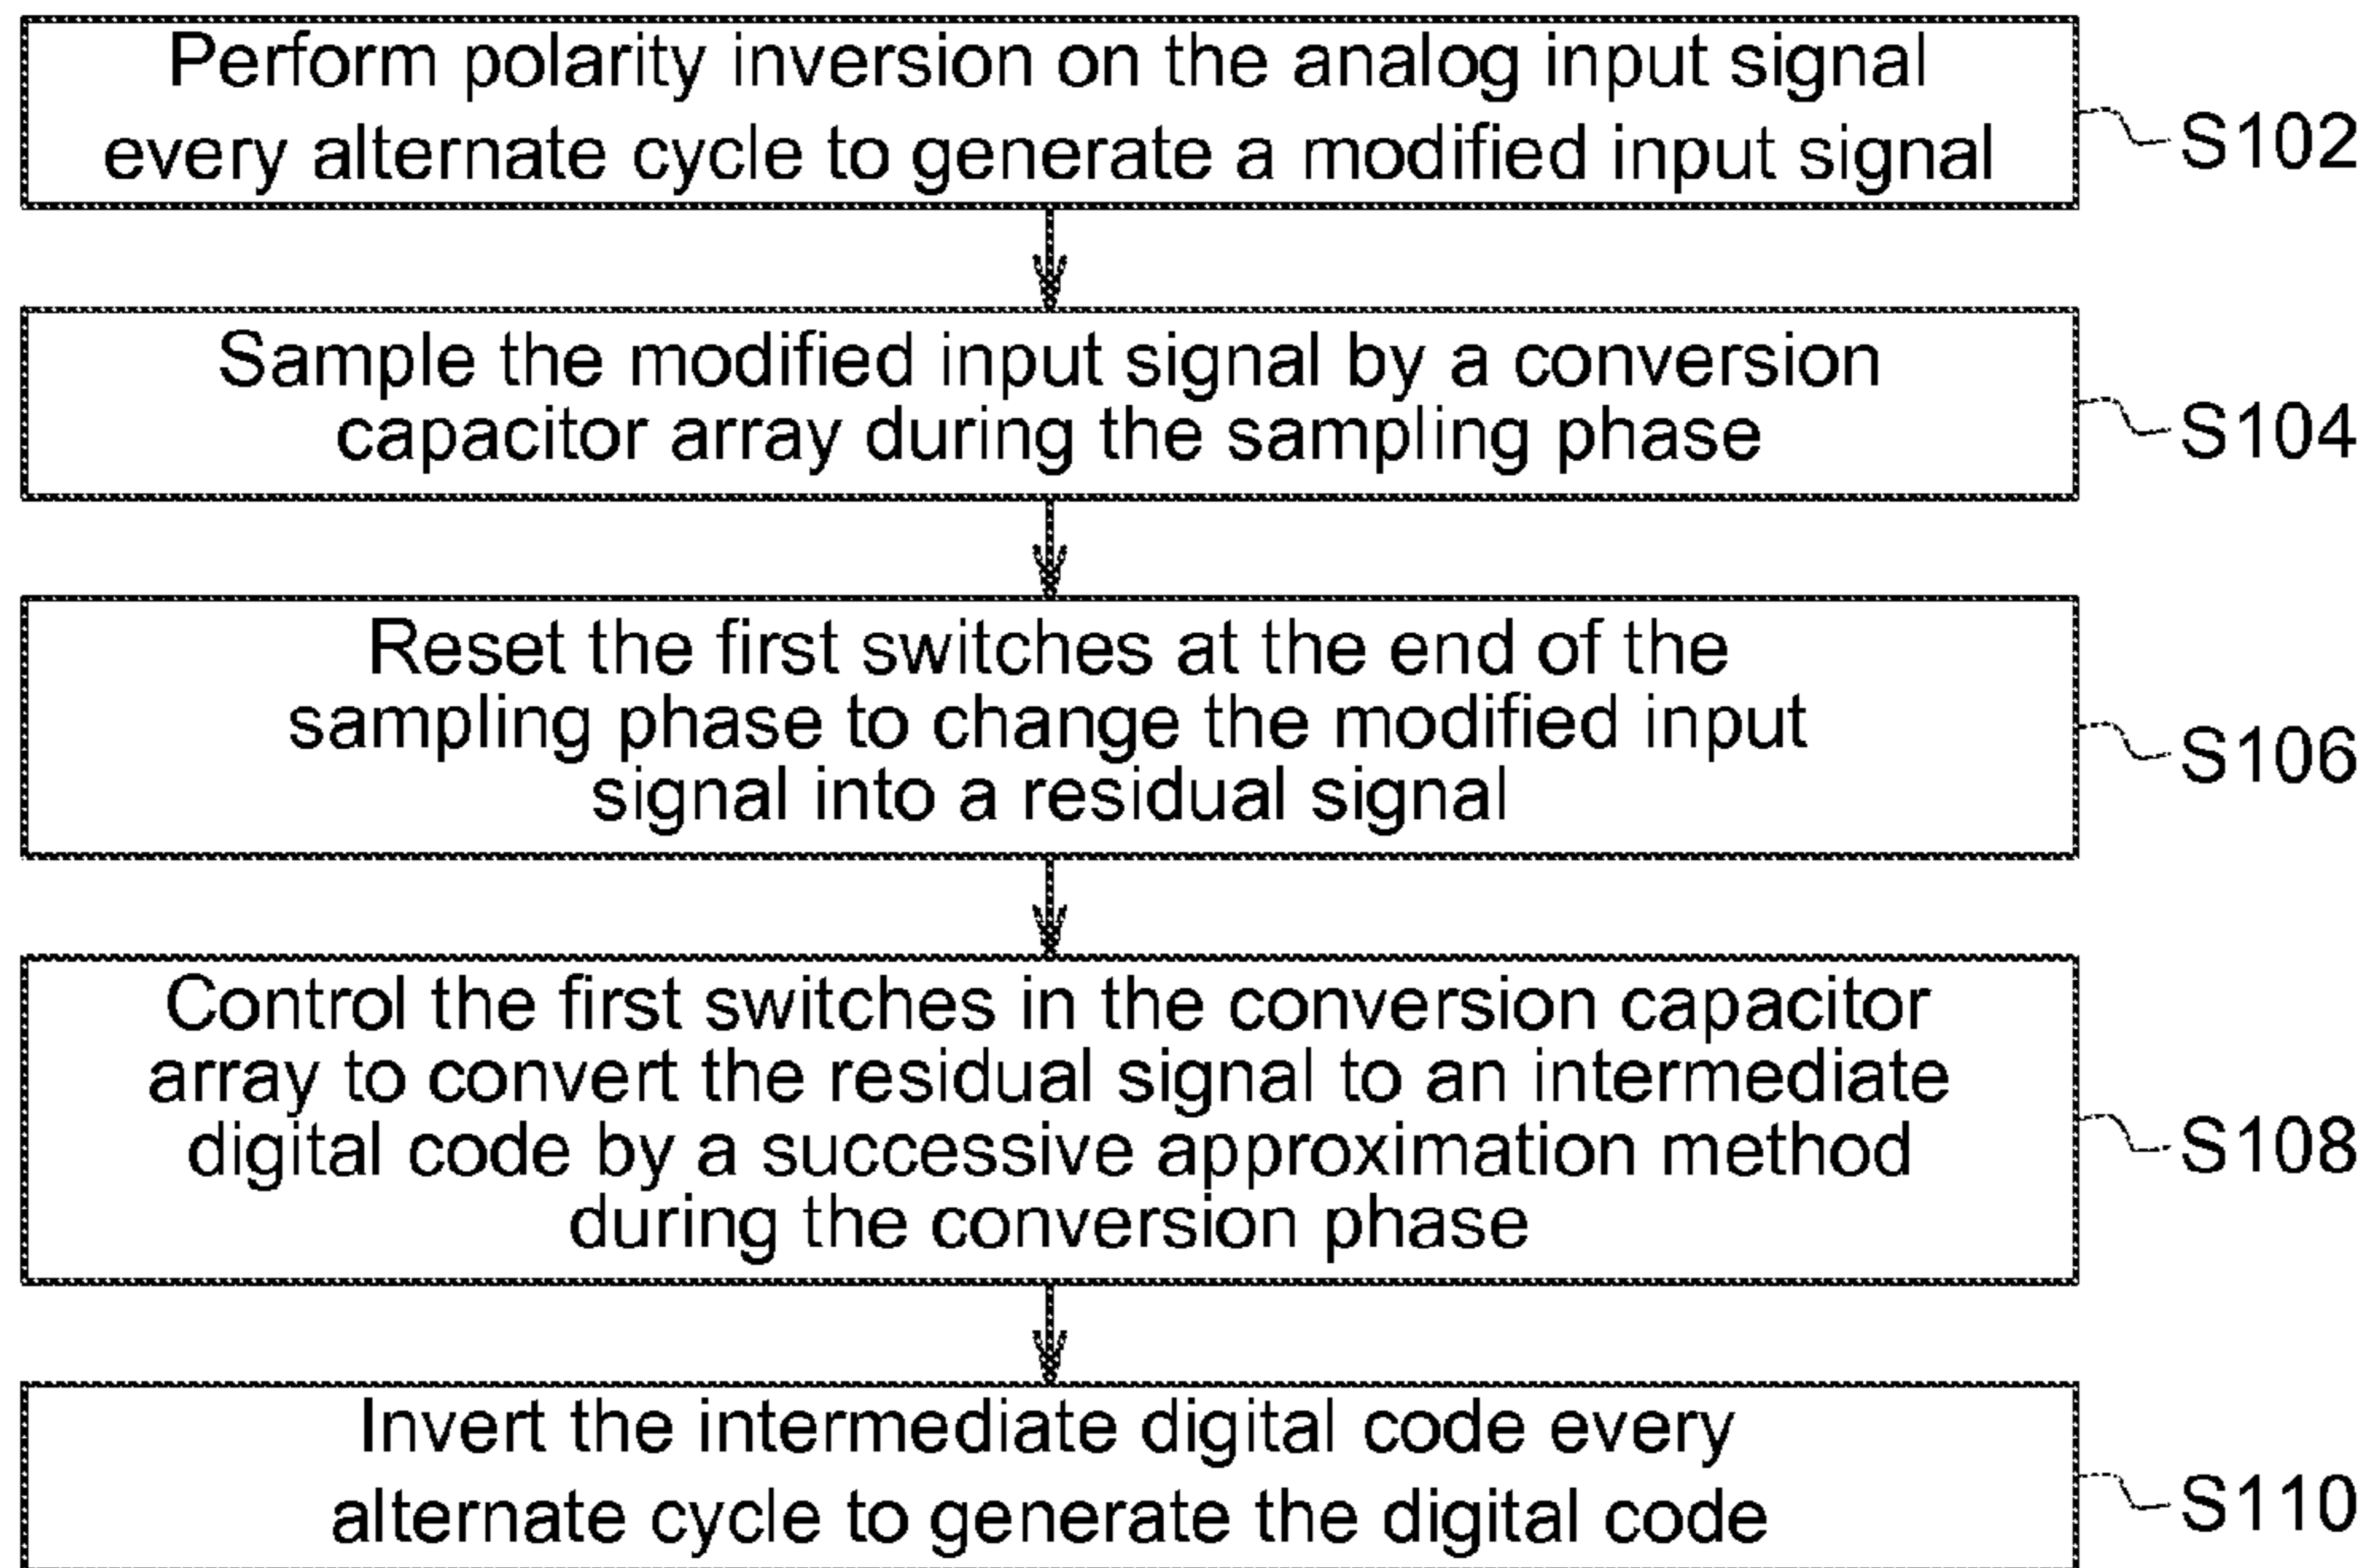 Perform polarity inversion on the analog input signal
every alternate cycle to generate a modified input signal
S102
Sample the modified input signal by a conversion
capacitor array during the sampling phase
S104
Reset the first switches at the end of the
sampling phase to change the modified input
signal into a residual signal
S106
Control the first switches in the conversion capacitor
array to convert the residual signal to an intermediate
digital code by a successive approximation method
during the conversion phase
S108
Invert the intermediate digital code every
alternate cycle to generate the digital code
S110